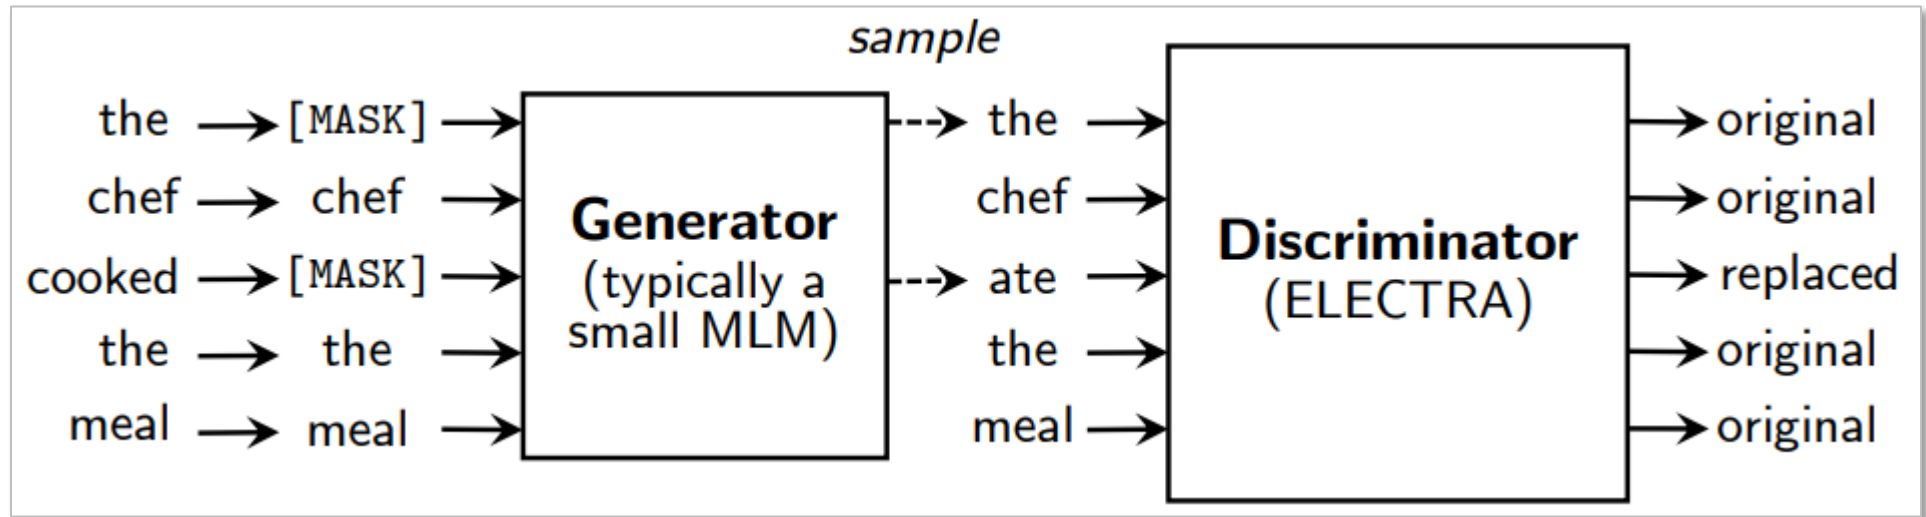 sample
the [MASK] the original
chef chef chef original
Generator
(typically a
small MLM)
Discriminator
(ELECTRA)
cooked [MASK] ate replaced
the the the original
meal meal meal original